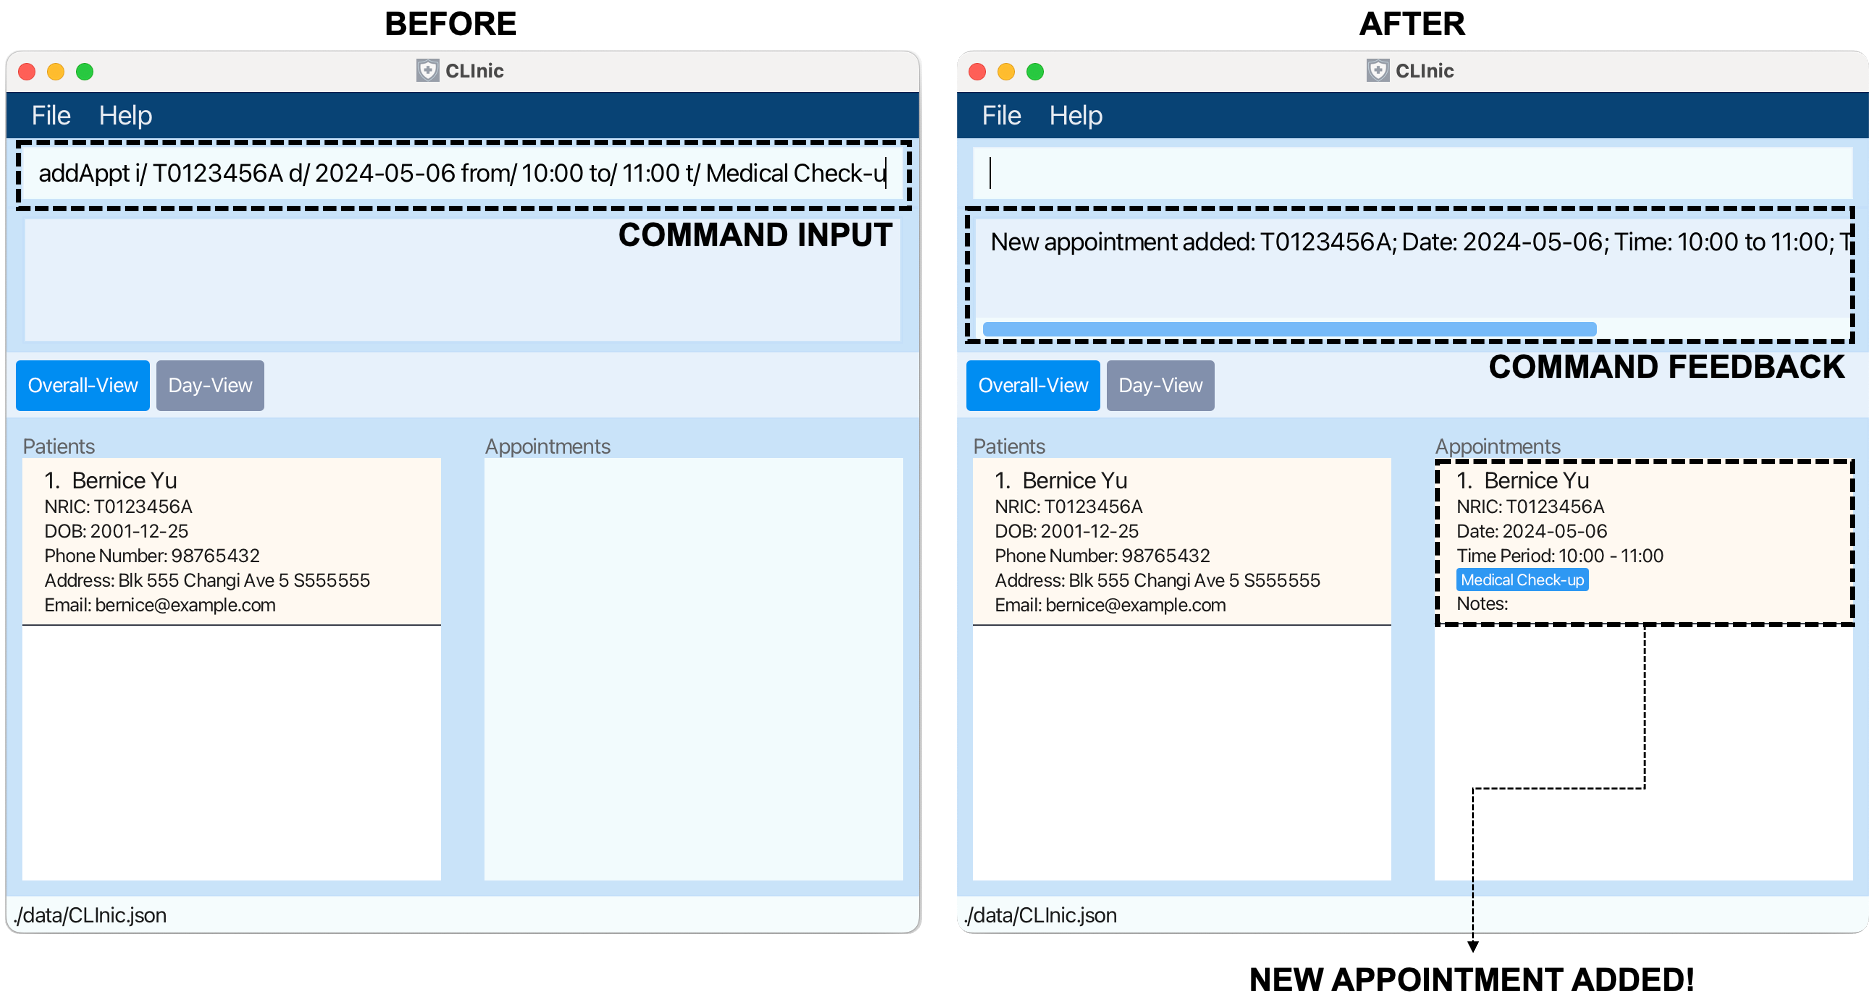 BEFORE
CLInic
File Help
addAppt i/ T0123456A d/ 2024-05-06 from/ 10:00 to/ 11:00 t/ Medical Check-u
COMMAND INPUT
Overall-View Day-View
Patients Appointments
1. Bernice Yu
NRIC: T0123456A
DOB: 2001-12-25
Phone Number: 98765432
Address: Blk 555 Changi Ave 5 S555555
Email: bernice@example.com
./data/CLInic.json
AFTER
CLInic
File Help
New appointment added: T0123456A; Date: 2024-05-06; Time: 10:00 to 11:00; T
COMMAND FEEDBACK
Overall-View Day-View
Patients
1. Bernice Yu
NRIC: T0123456A
DOB: 2001-12-25
Phone Number: 98765432
Address: Blk 555 Changi Ave 5 S555555
Email: bernice@example.com
Appointments
1. Bernice Yu
NRIC: T0123456A
Date: 2024-05-06
Time Period: 10:00 - 11:00
Medical Check-up
Notes:
./data/CLInic.json
NEW APPOINTMENT ADDED!